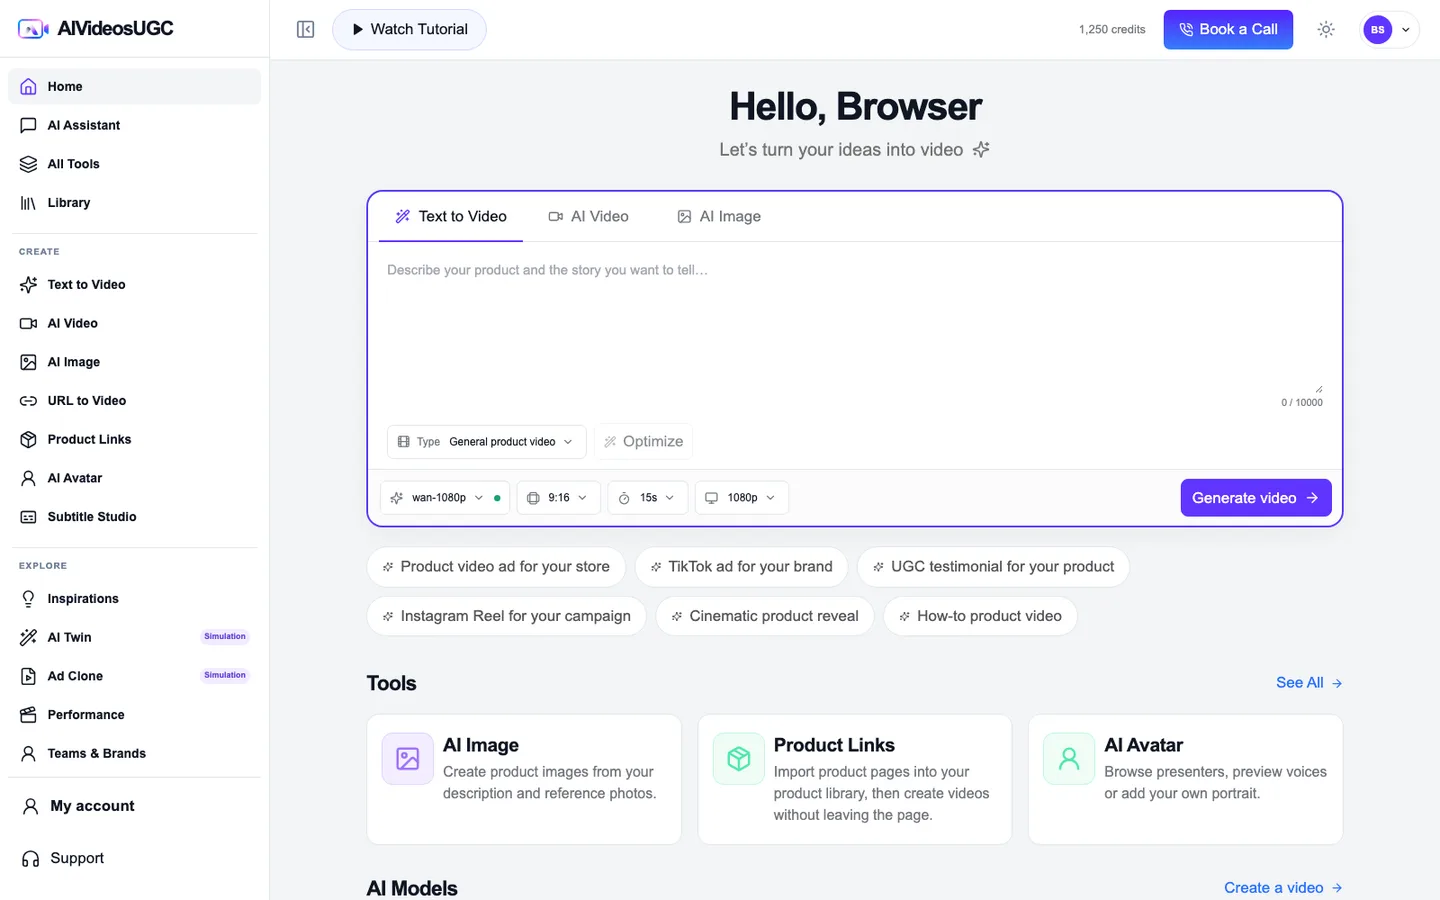 AIVideosUGC
Home
AI Assistant
All Tools
Library
CREATE
Text to Video
AI Video
AI Image
URL to Video
Product Links
AI Avatar
Subtitle Studio
EXPLORE
Inspirations
AI Twin Simulation
Ad Clone Simulation
Performance
Teams & Brands
My account
Support
Watch Tutorial
1,250 credits
Book a Call
BS
Hello, Browser
Let's turn your ideas into video
Text to Video AI Video AI Image
Describe your product and the story you want to tell…
0 / 10000
Type General product video Optimize
wan-1080p 9:16 15s 1080p Generate video
Product video ad for your store TikTok ad for your brand UGC testimonial for your product
Instagram Reel for your campaign Cinematic product reveal How-to product video
Tools See All
AI Image
Create product images from your
description and reference photos.
Product Links
Import product pages into your
product library, then create videos
without leaving the page.
AI Avatar
Browse presenters, preview voices
or add your own portrait.
AI Models Create a video